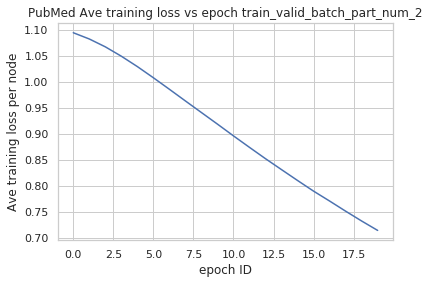 PubMed Ave training loss vs epoch train_valid_batch_part_num_2
1.10
1.05
1.00
0.95
0.90
0.85
0.80
0.75
0.70
Ave training loss per node
0.0 2.5 5.0 7.5 10.0 12.5 15.0 17.5
epoch ID